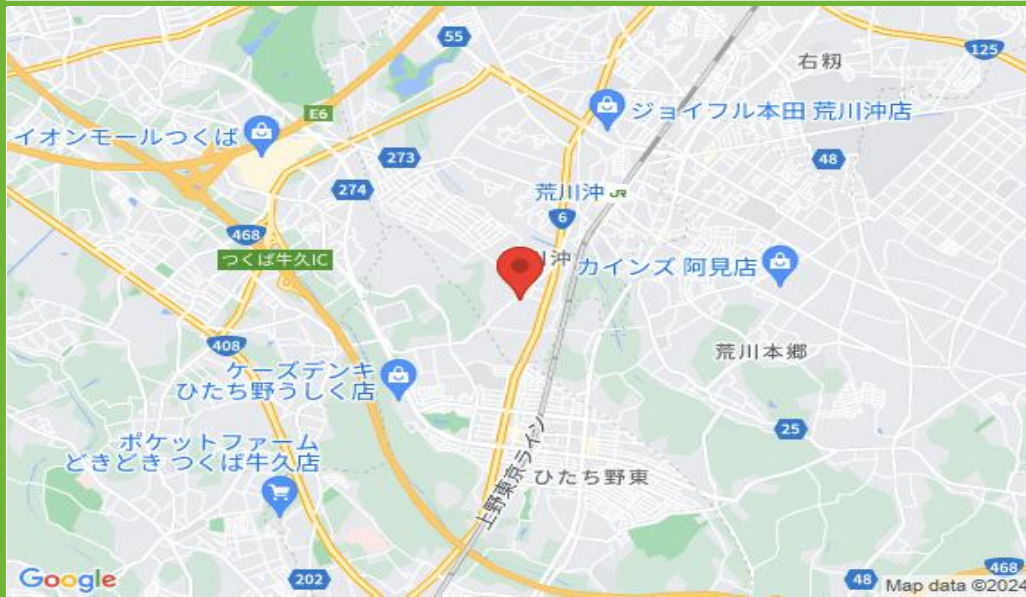 55
125
右籾
E6
ジョイフル本田 荒川沖店
イオンモールつくば
273
48
274
荒川沖
JR
6
468
つくば牛久IC
川沖
カインズ 阿見店
408
荒川本郷
ケーズデンキ
ひたち野うしく店
25
ポケットファーム
どきどき つくば牛久店
上野東京ライン
ひたち野東
468
Google
202
48
Map data ©2024